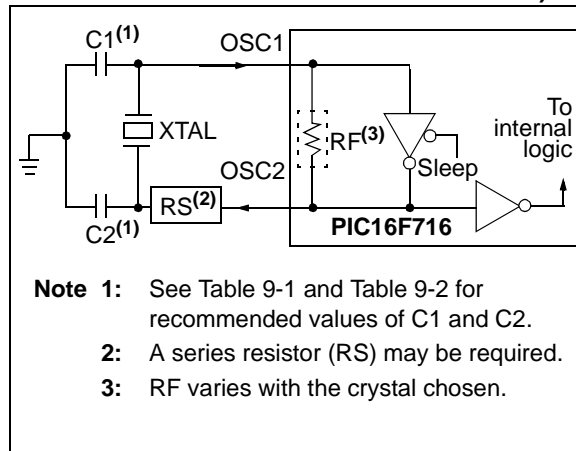 C1(1)
OSC1
XTAL
RF(3)
To
internal
logic
OSC2
Sleep
RS(2)
C2(1)
PIC16F716
Note 1: See Table 9-1 and Table 9-2 for
recommended values of C1 and C2.
2: A series resistor (RS) may be required.
3: RF varies with the crystal chosen.